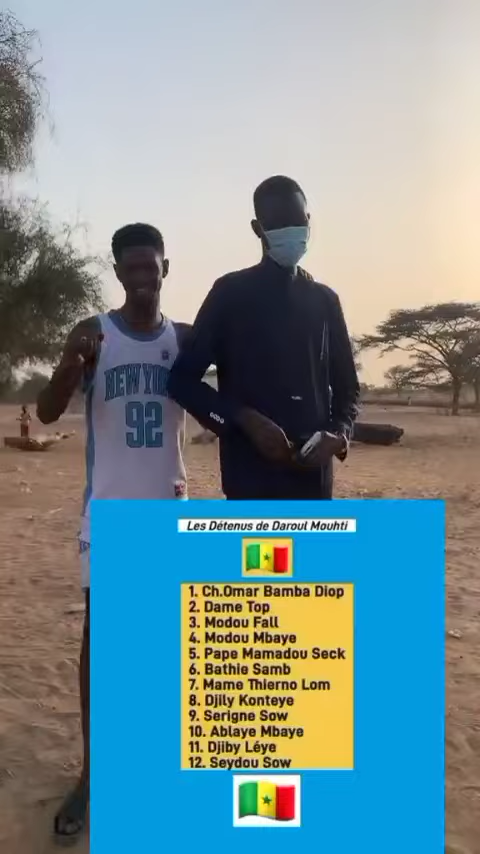 NEW YO
92
Les Détenus de Daroul Mouhti
1. Ch.Omar Bamba Diop
2. Dame Top
3. Modou Fall
4. Modou Mbaye
5. Pape Mamadou Seck
6. Bathie Samb
7. Mame Thierno Lom
8. Djily Konteye
9. Serigne Sow
10. Ablaye Mbaye
11. Djiby Léye
12. Seydou Sow